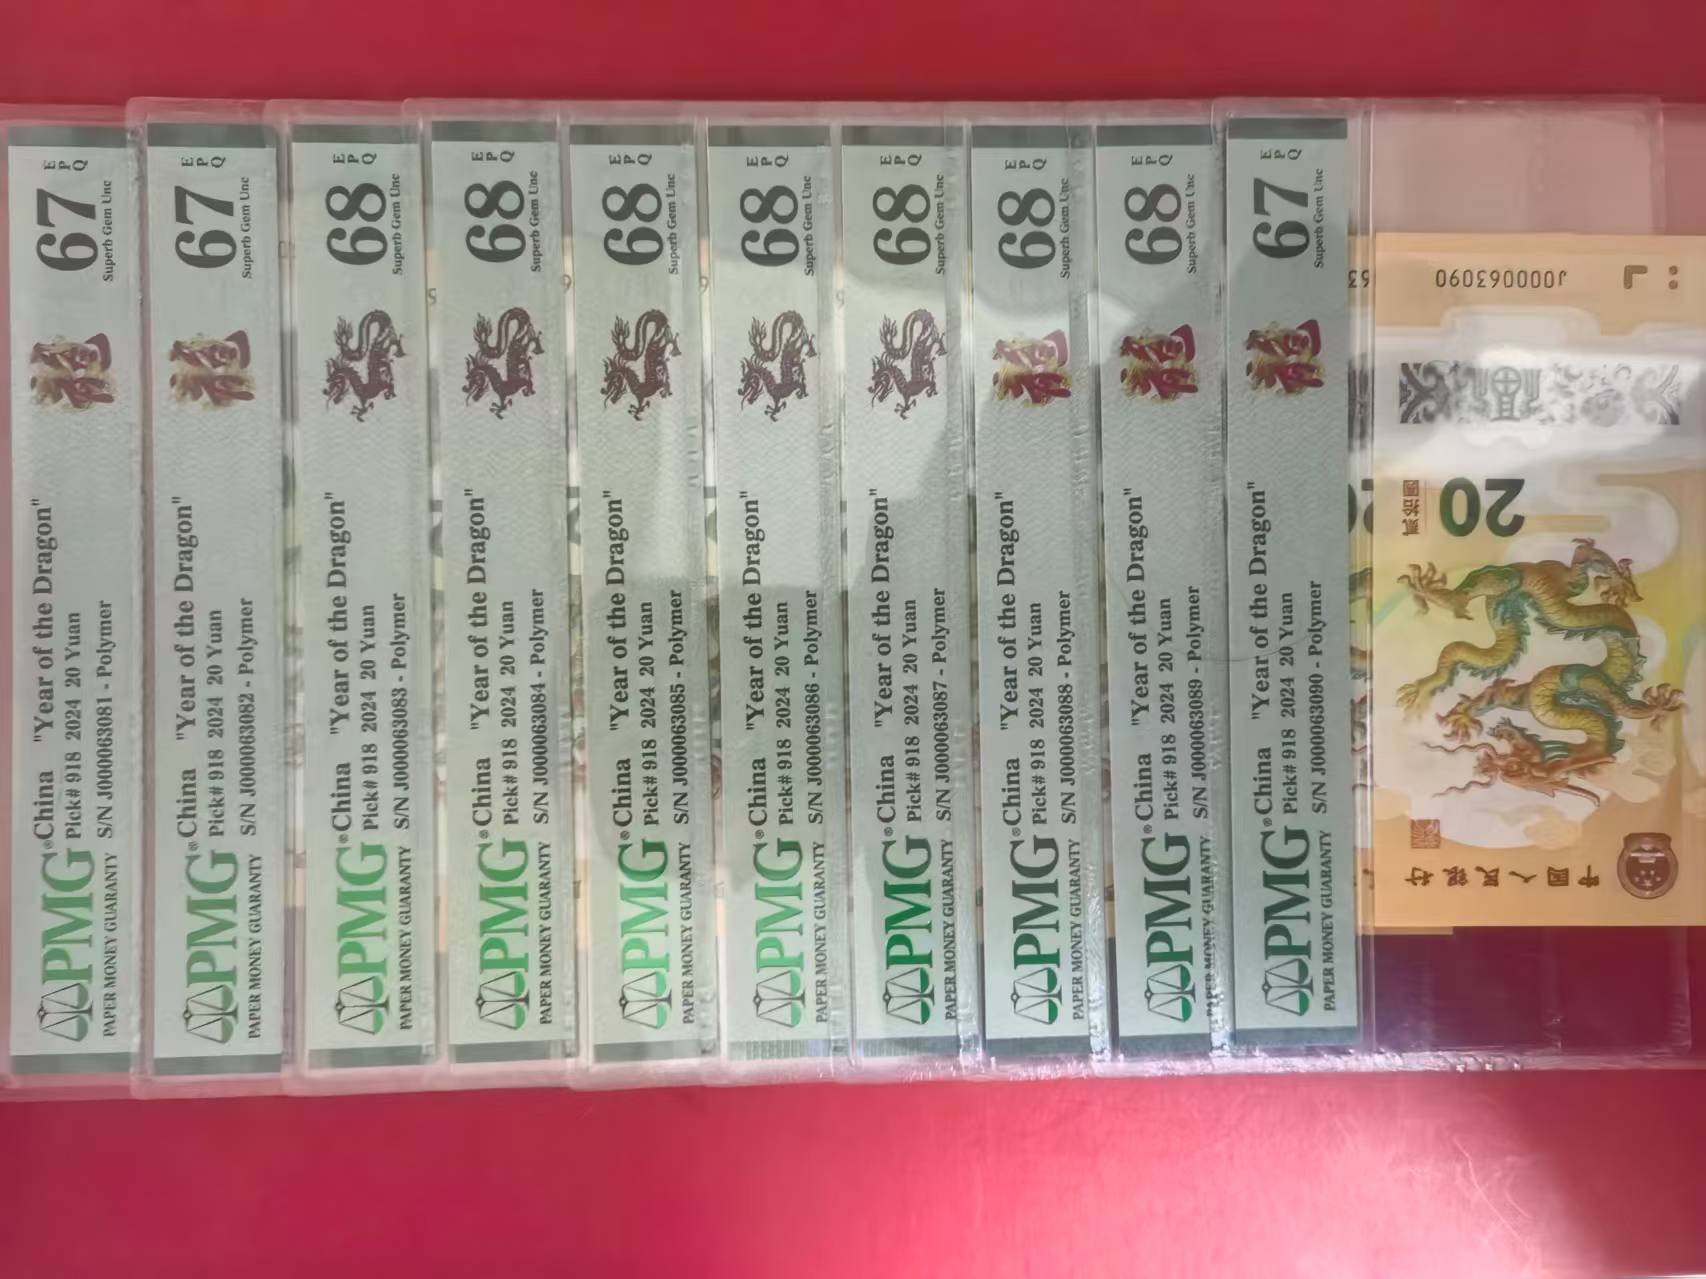 PMG®
PAPER MONEY GUARANTY
China "Year of the Dragon"
Pick# 918 2024 20 Yuan
S/N J000063081 - Polymer
67
EPQ
Superb Gem Unc
PMG®
PAPER MONEY GUARANTY
China "Year of the Dragon"
Pick# 918 2024 20 Yuan
S/N J000063082 - Polymer
67
EPQ
Superb Gem Unc
PMG®
PAPER MONEY GUARANTY
China "Year of the Dragon"
Pick# 918 2024 20 Yuan
S/N J000063083 - Polymer
68
EPQ
Superb Gem Unc
PMG®
PAPER MONEY GUARANTY
China "Year of the Dragon"
Pick# 918 2024 20 Yuan
S/N J000063084 - Polymer
68
EPQ
Superb Gem Unc
PMG®
PAPER MONEY GUARANTY
China "Year of the Dragon"
Pick# 918 2024 20 Yuan
S/N J000063085 - Polymer
68
EPQ
Superb Gem Unc
PMG®
PAPER MONEY GUARANTY
China "Year of the Dragon"
Pick# 918 2024 20 Yuan
S/N J000063086 - Polymer
68
EPQ
Superb Gem Unc
PMG®
PAPER MONEY GUARANTY
China "Year of the Dragon"
Pick# 918 2024 20 Yuan
S/N J000063087 - Polymer
68
EPQ
Superb Gem Unc
PMG®
PAPER MONEY GUARANTY
China "Year of the Dragon"
Pick# 918 2024 20 Yuan
S/N J000063088 - Polymer
68
EPQ
Superb Gem Unc
PMG®
PAPER MONEY GUARANTY
China "Year of the Dragon"
Pick# 918 2024 20 Yuan
S/N J000063089 - Polymer
68
EPQ
Superb Gem Unc
PMG®
PAPER MONEY GUARANTY
China "Year of the Dragon"
Pick# 918 2024 20 Yuan
S/N J000063090 - Polymer
67
EPQ
Superb Gem Unc
中国人民银行
20
贰拾圆
J000063090